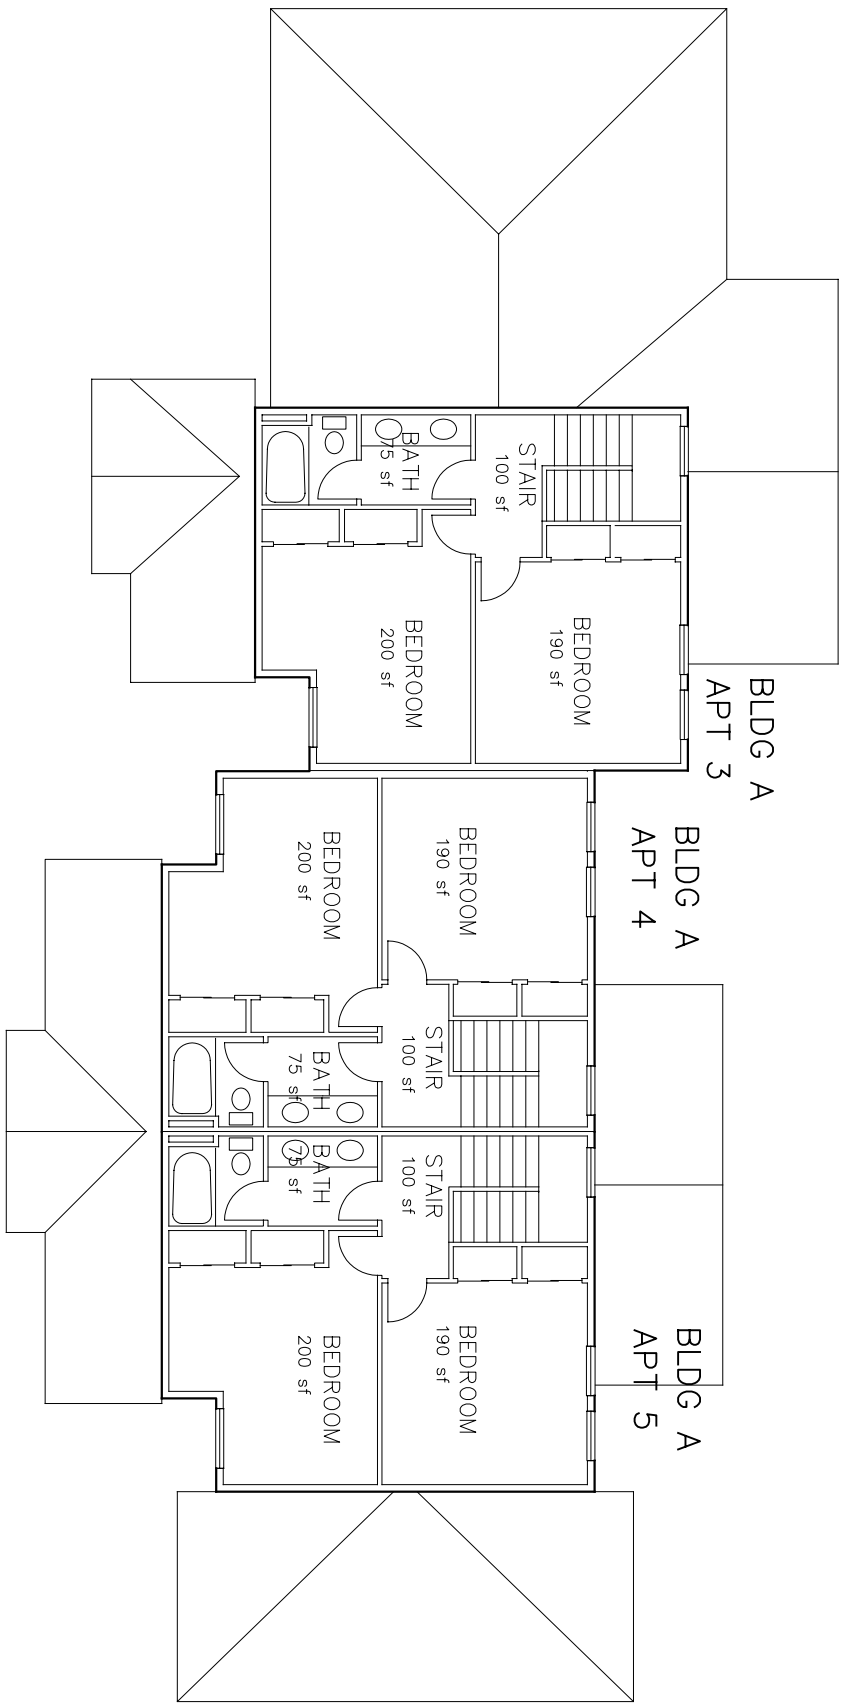 BLDG A
APT 3
STAIR
100 sf
BATH
75 sf
BEDROOM
190 sf
BEDROOM
200 sf
BLDG A
APT 4
BEDROOM
190 sf
BEDROOM
200 sf
STAIR
100 sf
BATH
75 sf
BLDG A
APT 5
STAIR
100 sf
BATH
75 sf
BEDROOM
190 sf
BEDROOM
200 sf